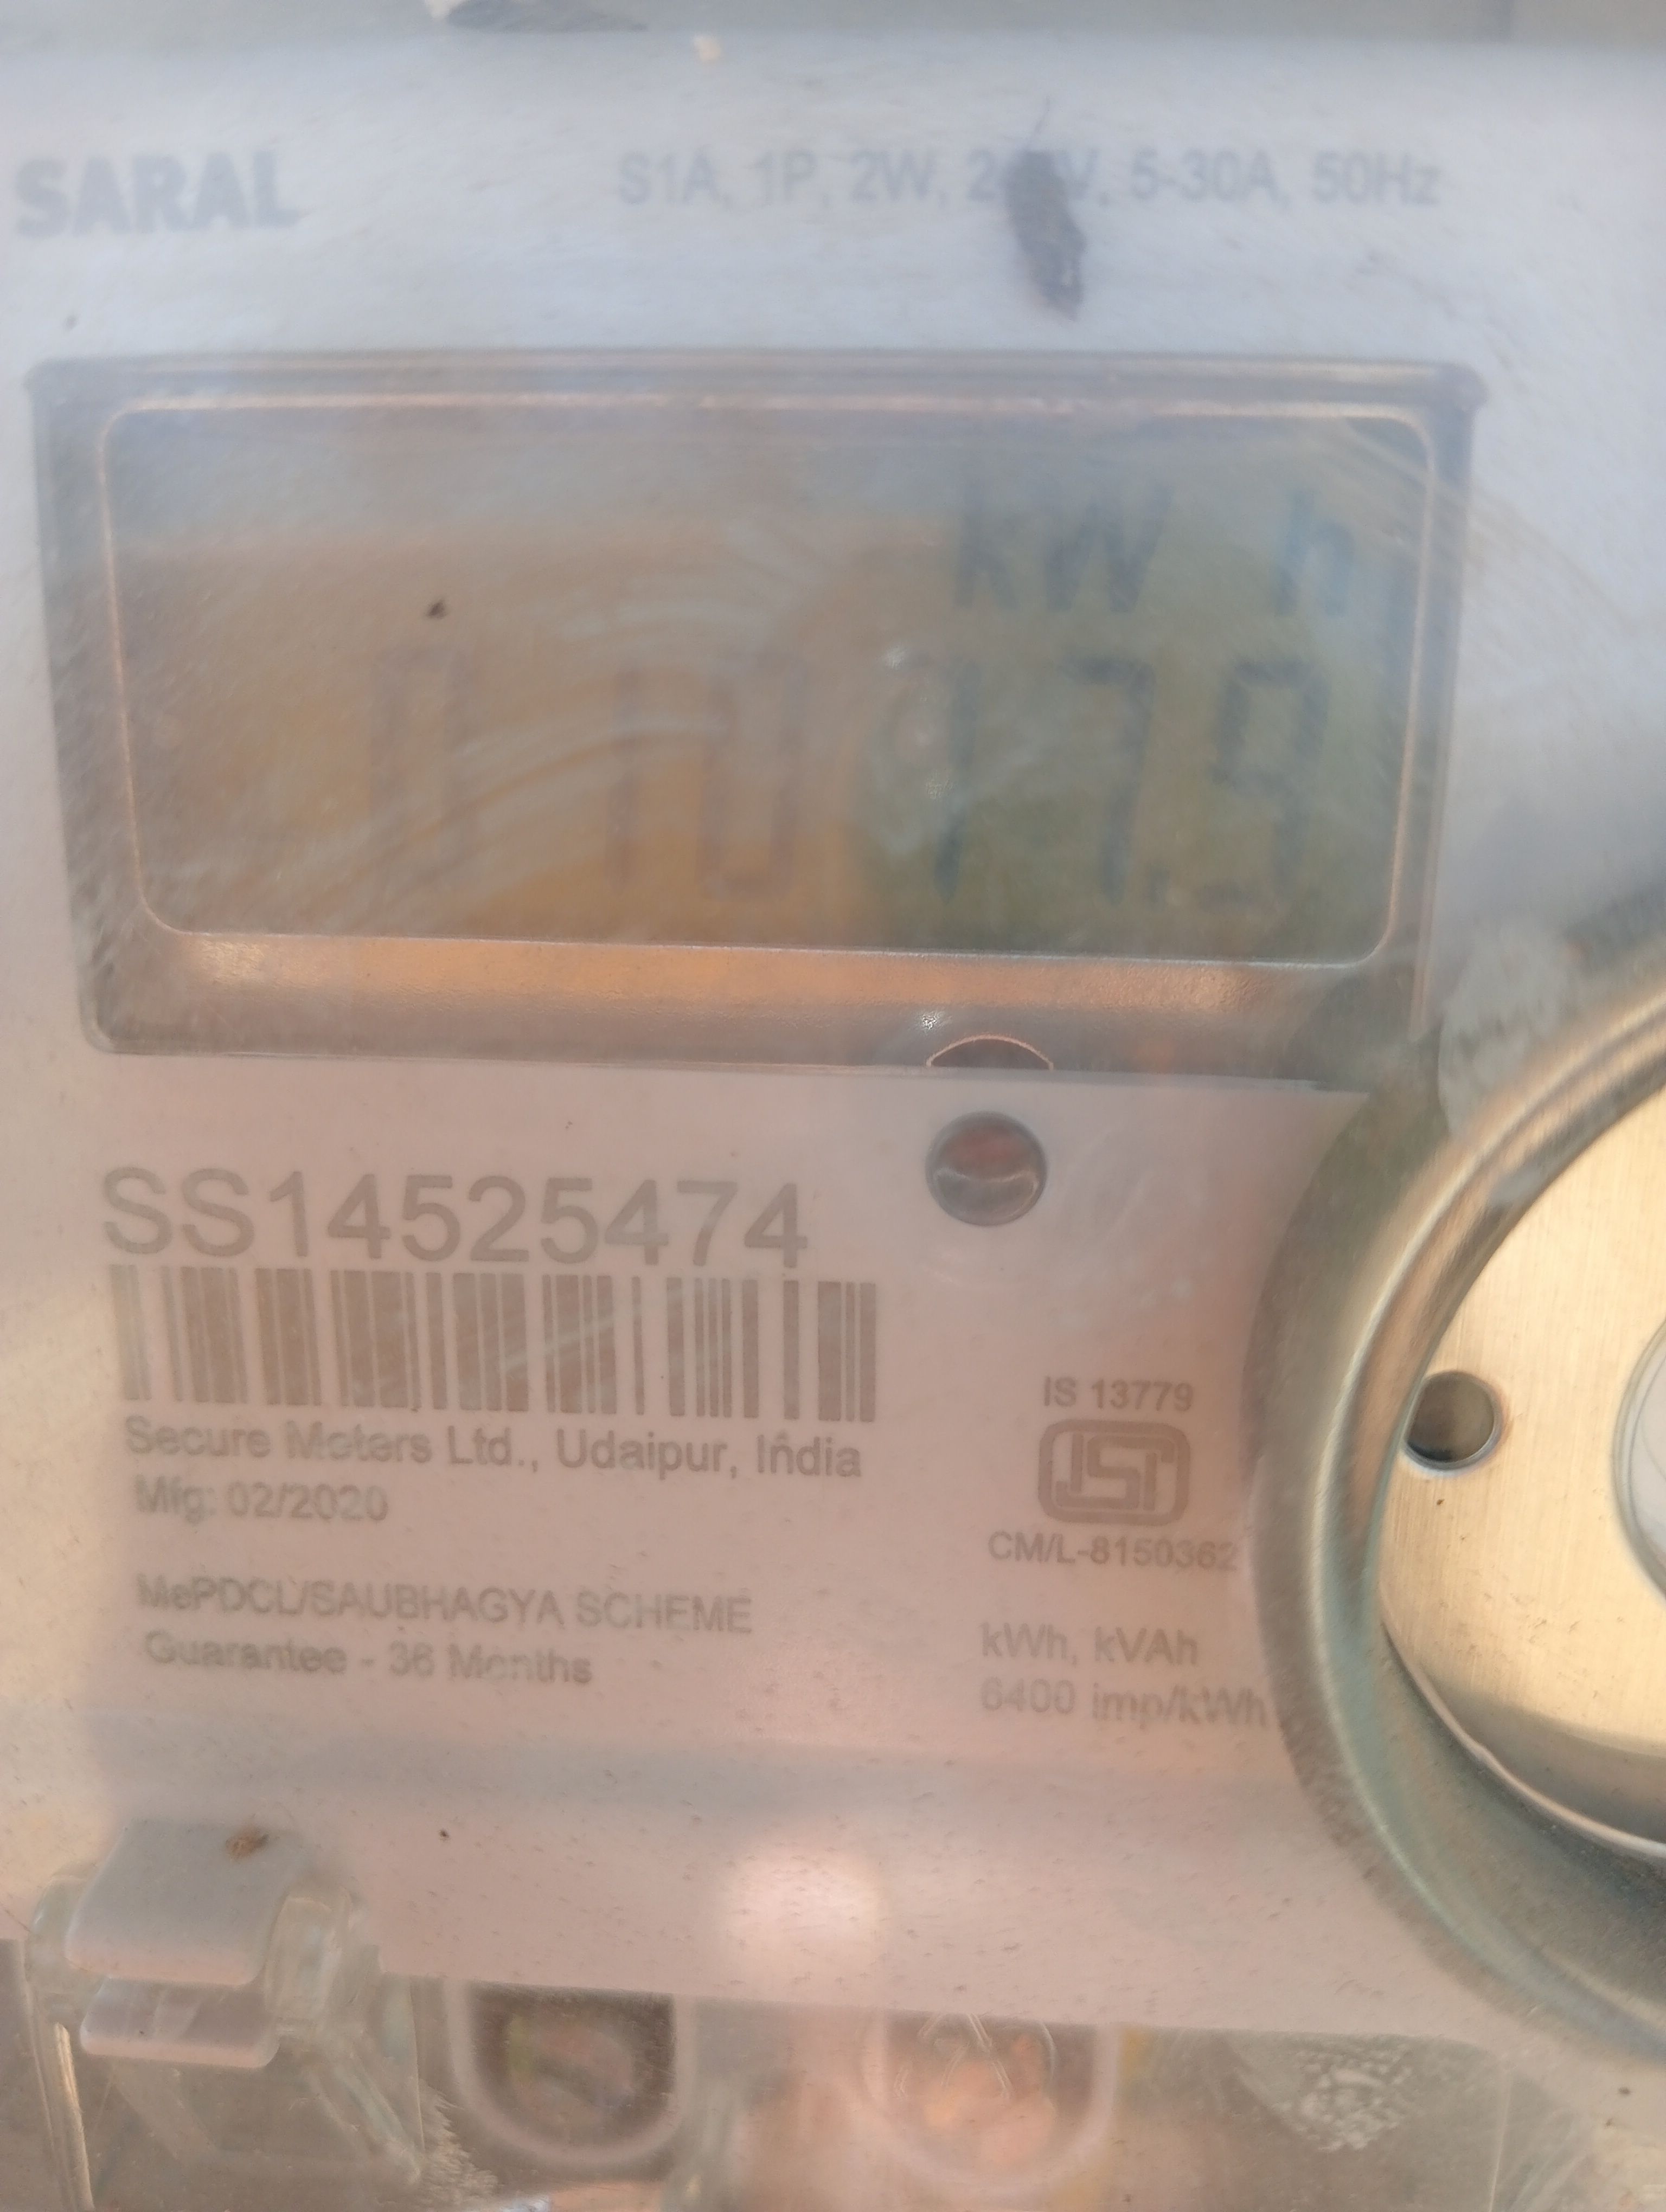 SARAL
S1A, 1P, 2W, 5-30A, 50Hz
kW h
SS14525474
Secure Meters Ltd., Udaipur, India
Mfg: 02/2020
IS 13779
ISI
CM/L-8150362
MePDCL/SAUBHAGYA SCHEME
Guarantee - 36 Months
kWh, kVAh
6400 imp/kWh